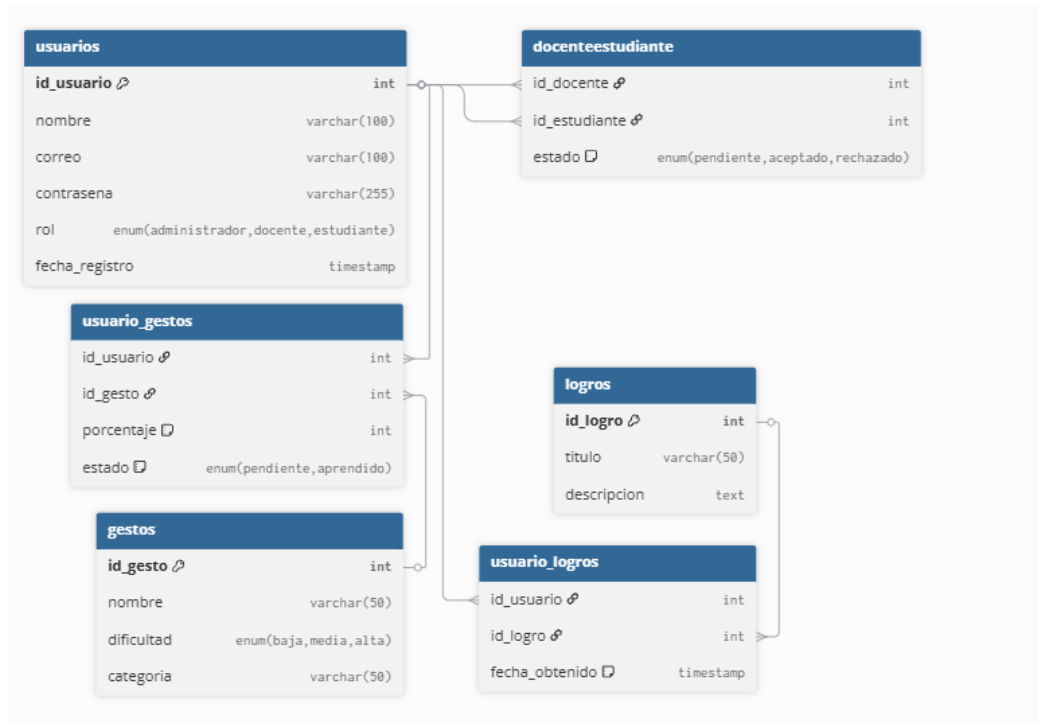 usuarios
id_usuario int
nombre varchar(100)
correo varchar(100)
contrasena varchar(255)
rol enum(administrador,docente,estudiante)
fecha_registro timestamp
docenteestudiante
id_docente int
id_estudiante int
estado enum(pendiente,aceptado,rechazado)
usuario_gestos
id_usuario int
id_gesto int
porcentaje int
estado enum(pendiente,aprendido)
logros
id_logro int
titulo varchar(50)
descripcion text
gestos
id_gesto int
nombre varchar(50)
dificultad enum(baja,media,alta)
categoria varchar(50)
usuario_logros
id_usuario int
id_logro int
fecha_obtenido timestamp